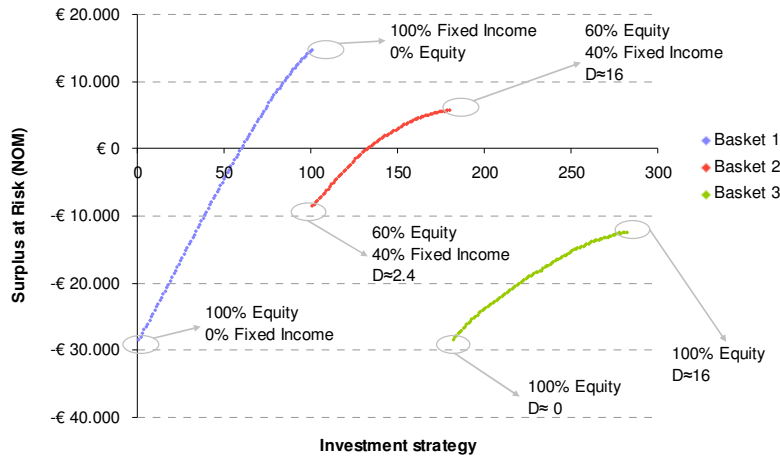 Surplus at Risk (NOM)
€ 20.000
€ 10.000
€ 0
-€ 10.000
-€ 20.000
-€ 30.000
-€ 40.000
0
50
100
150
200
250
300
100% Fixed Income
0% Equity
60% Equity
40% Fixed Income
D≈16
60% Equity
40% Fixed Income
D≈2.4
100% Equity
0% Fixed Income
100% Equity
D≈ 0
100% Equity
D≈16
Basket 1
Basket 2
Basket 3
Investment strategy